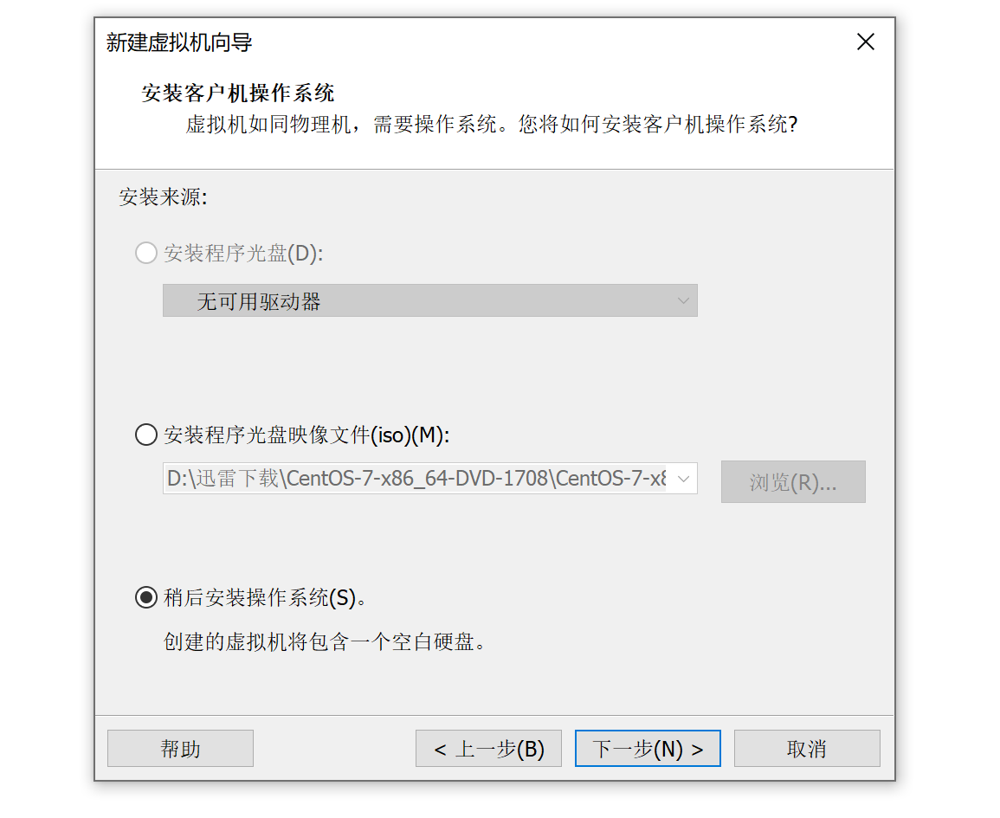 新建虚拟机向导
安装客户机操作系统
虚拟机如同物理机，需要操作系统。您将如何安装客户机操作系统?
安装来源:
安装程序光盘(D):
无可用驱动器
安装程序光盘映像文件(iso)(M):
D:\迅雷下载\CentOS-7-x86_64-DVD-1708\CentOS-7-x8
浏览(R)...
稍后安装操作系统(S)。
创建的虚拟机将包含一个空白硬盘。
帮助
< 上一步(B)
下一步(N) >
取消